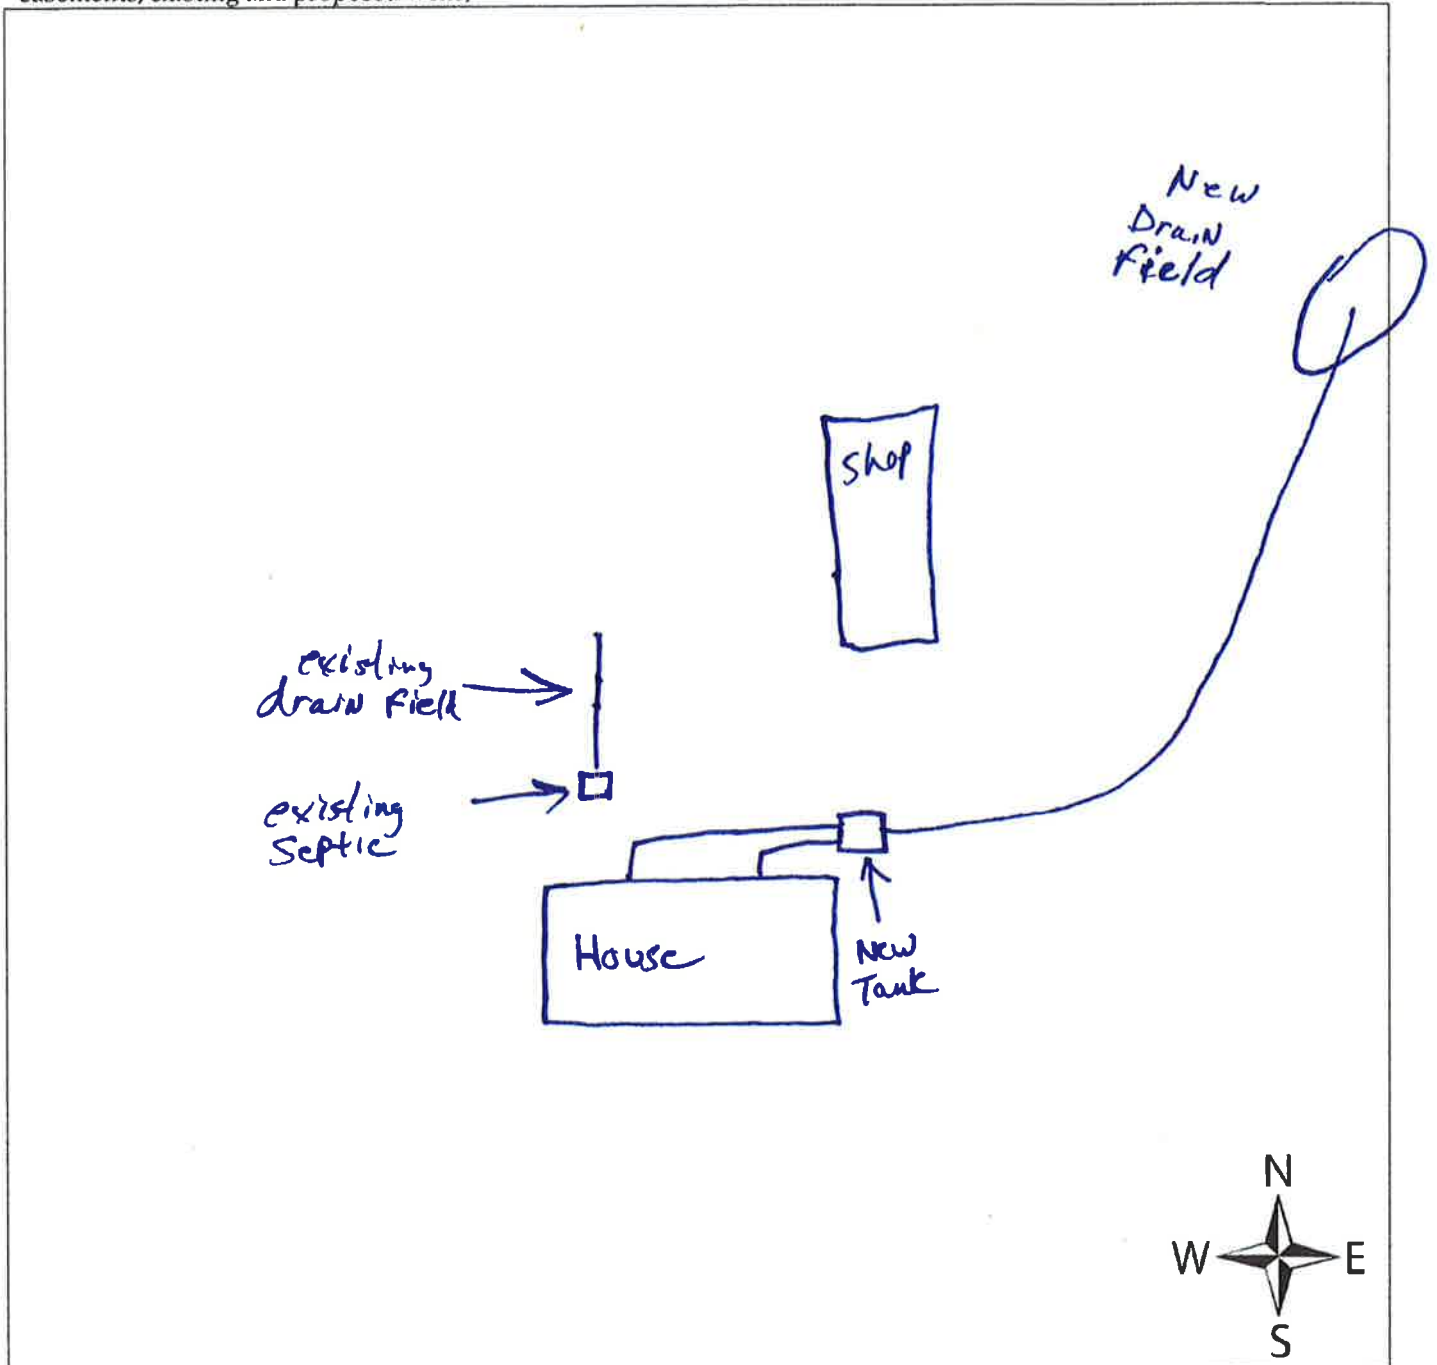 New
Drain
Field
Shop
existing
drain Field
existing
Septic
House
New
Tank
N
W E
S